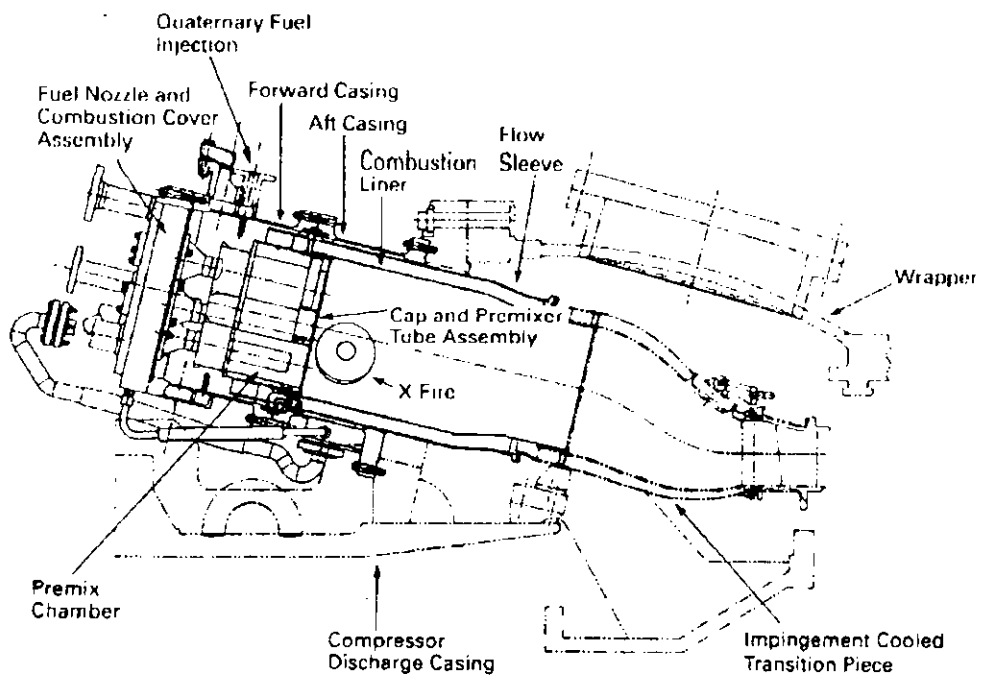 Quaternary Fuel
Injection
Fuel Nozzle and
Combustion Cover
Assembly
Forward Casing
Aft Casing
Combustion
Liner
Flow
Sleeve
Wrapper
Cap and Premixer
Tube Assembly
X Fire
Premix
Chamber
Compressor
Discharge Casing
Impingement Cooled
Transition Piece